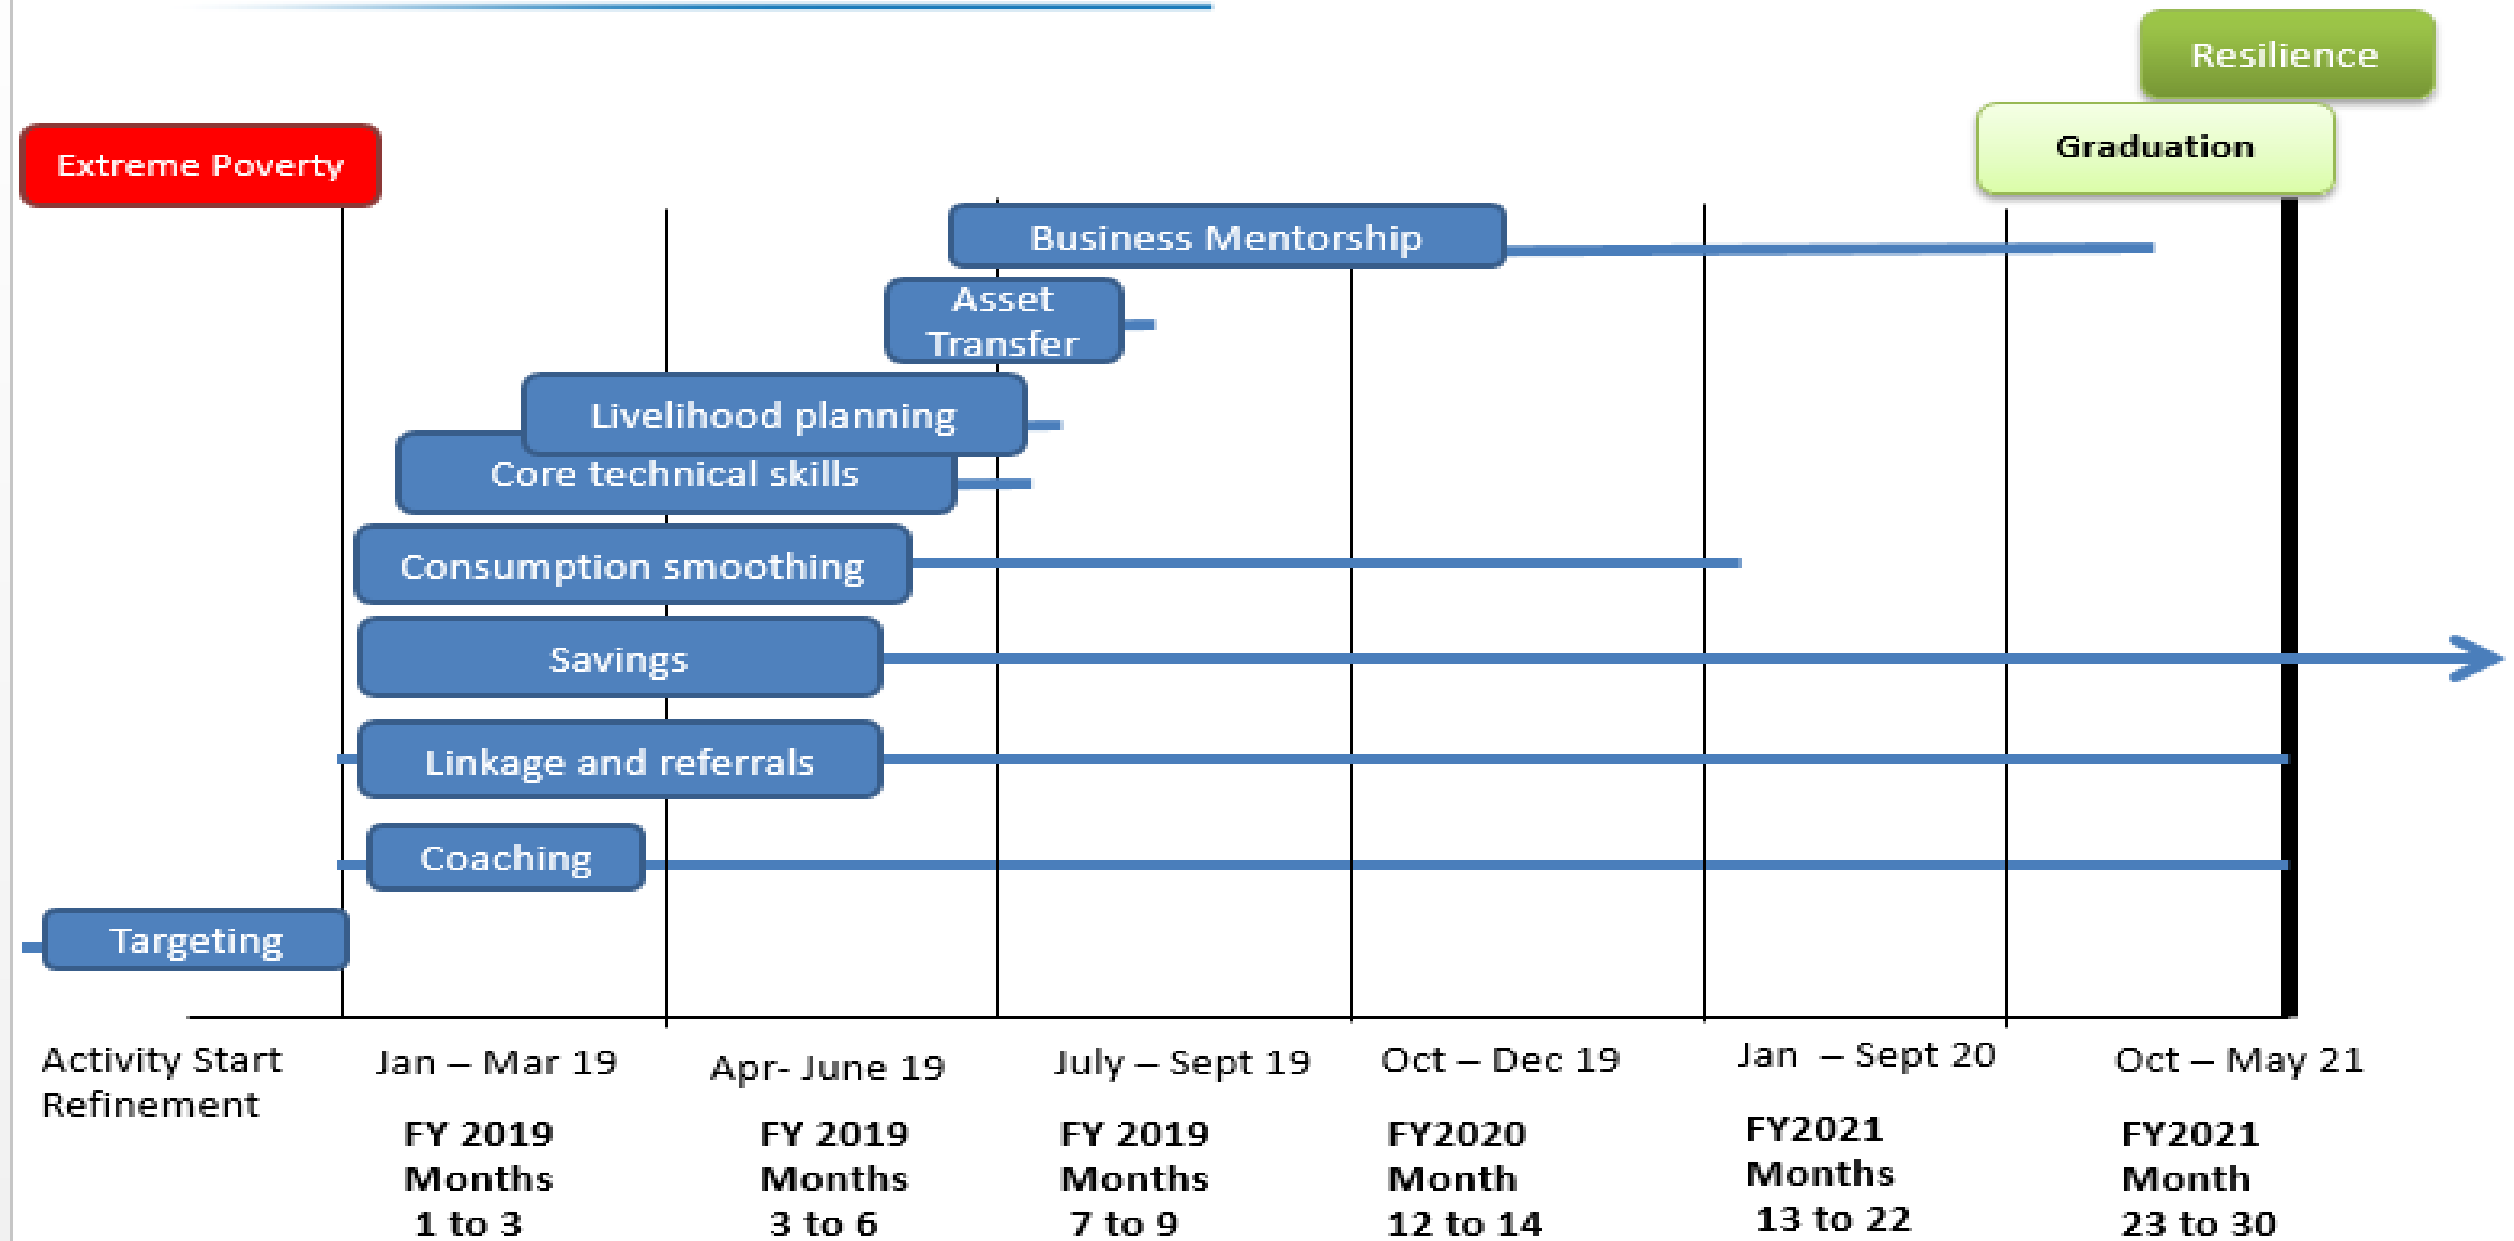 Resilience
Graduation
Extreme Poverty
Business Mentorship
Asset
Transfer
Livelihood planning
Core technical skills
Consumption smoothing
Savings
Linkage and referrals
Coaching
Targeting
Activity Start
Refinement
Jan – Mar 19
FY 2019
Months
1 to 3
Apr- June 19
FY 2019
Months
3 to 6
July – Sept 19
FY 2019
Months
7 to 9
Oct – Dec 19
FY2020
Month
12 to 14
Jan – Sept 20
FY2021
Months
13 to 22
Oct – May 21
FY2021
Month
23 to 30